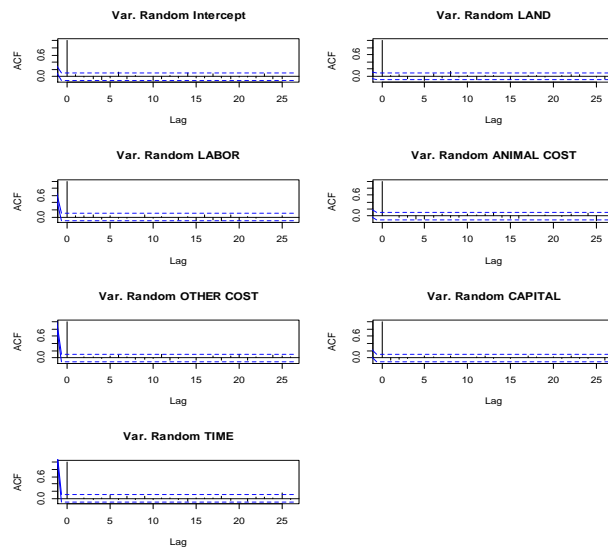 Var. Random Intercept
ACF
0.0 0.6
0 5 10 15 20 25
Lag
Var. Random LAND
ACF
0.0 0.6
0 5 10 15 20 25
Lag
Var. Random LABOR
ACF
0.0 0.6
0 5 10 15 20 25
Lag
Var. Random ANIMAL COST
ACF
0.0 0.6
0 5 10 15 20 25
Lag
Var. Random OTHER COST
ACF
0.0 0.6
0 5 10 15 20 25
Lag
Var. Random CAPITAL
ACF
0.0 0.6
0 5 10 15 20 25
Lag
Var. Random TIME
ACF
0.0 0.6
0 5 10 15 20 25
Lag